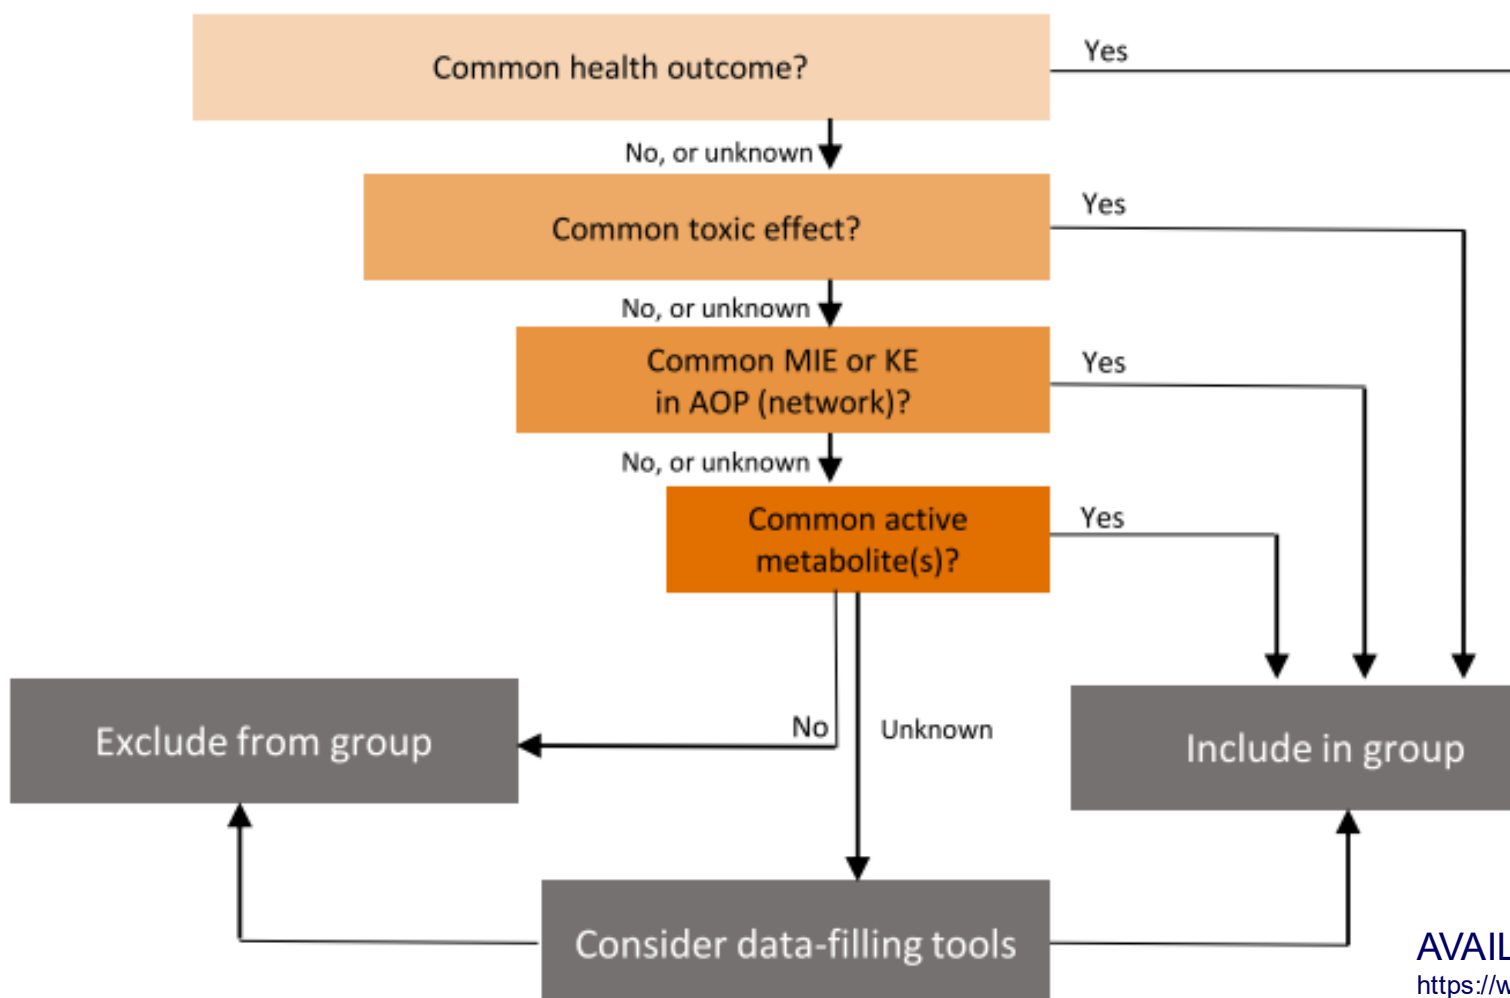 Common health outcome?
Yes
No, or unknown
Common toxic effect?
Yes
No, or unknown
Common MIE or KE
in AOP (network)?
Yes
No, or unknown
Common active
metabolite(s)?
Yes
Exclude from group
No
Unknown
Include in group
Consider data-filling tools
AVAIL
https://w